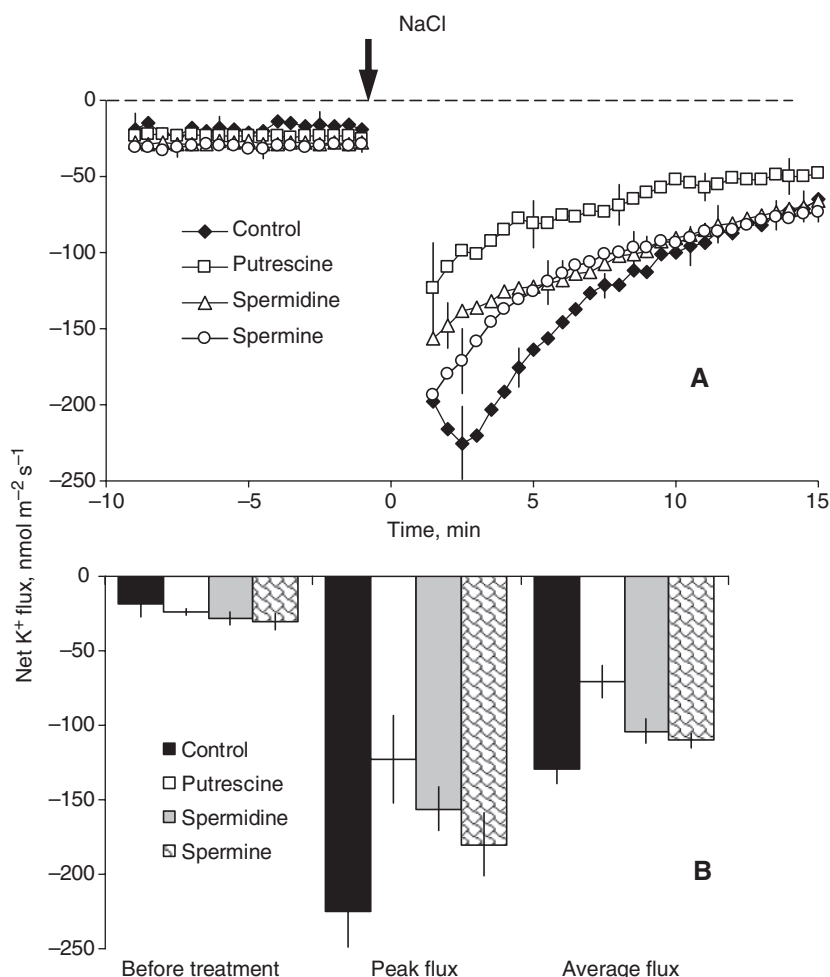 NaCl
0
−50
−100
−150
−200
−250
Control
Putrescine
Spermidine
Spermine
A
−10
−5
0
5
10
15
Time, min
Net K⁺ flux, nmol m⁻² s⁻¹
0
−50
−100
−150
−200
−250
Control
Putrescine
Spermidine
Spermine
B
Before treatment
Peak flux
Average flux